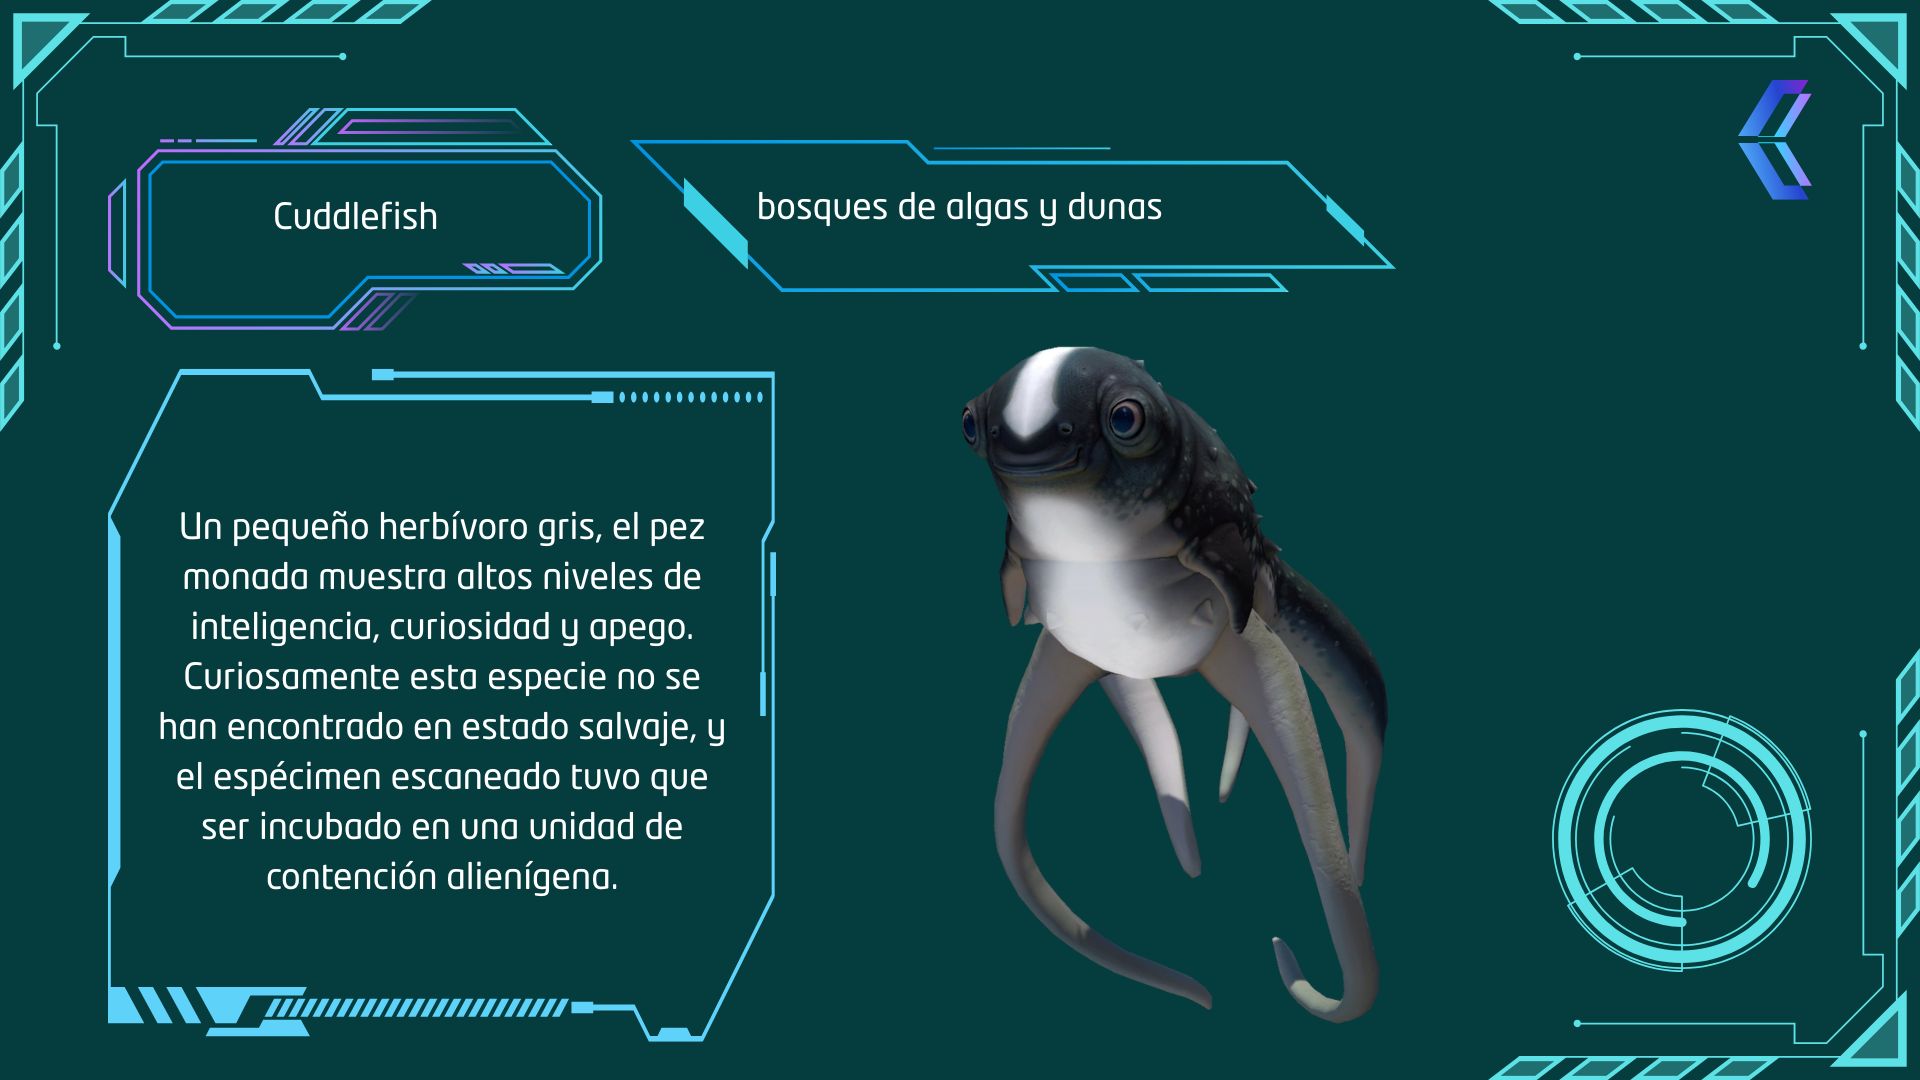 Cuddlefish
bosques de algas y dunas
Un pequeño herbívoro gris, el pez
monada muestra altos niveles de
inteligencia, curiosidad y apego.
Curiosamente esta especie no se
han encontrado en estado salvaje, y
el espécimen escaneado tuvo que
ser incubado en una unidad de
contención alienígena.